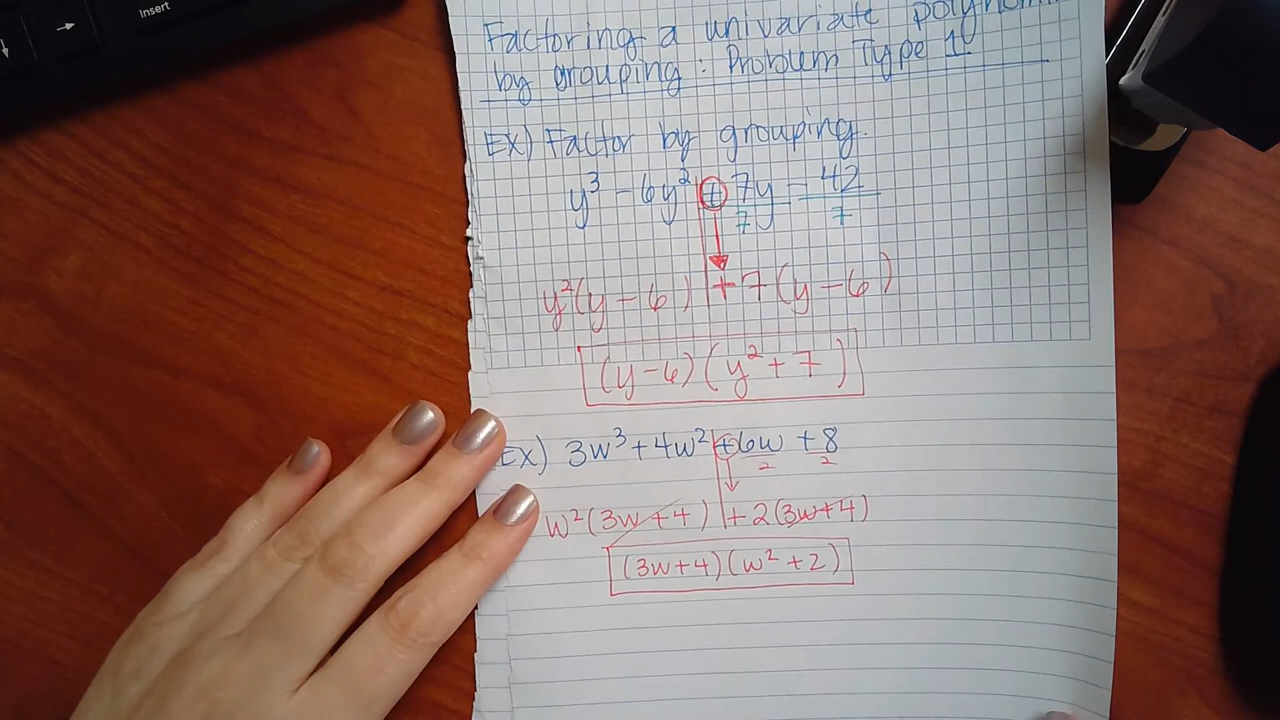 Insert
Factoring a univariate
by grouping: Problem Type 1
EX) Factor by grouping.
y³ - 6y² + 7y - 42
7y 7
y²(y - 6) + 7(y - 6)
(y - 6)(y² + 7)
EX) 3w³ + 4w² + 6w + 8
2 2
w²(3w + 4) + 2(3w + 4)
(3w + 4)(w² + 2)